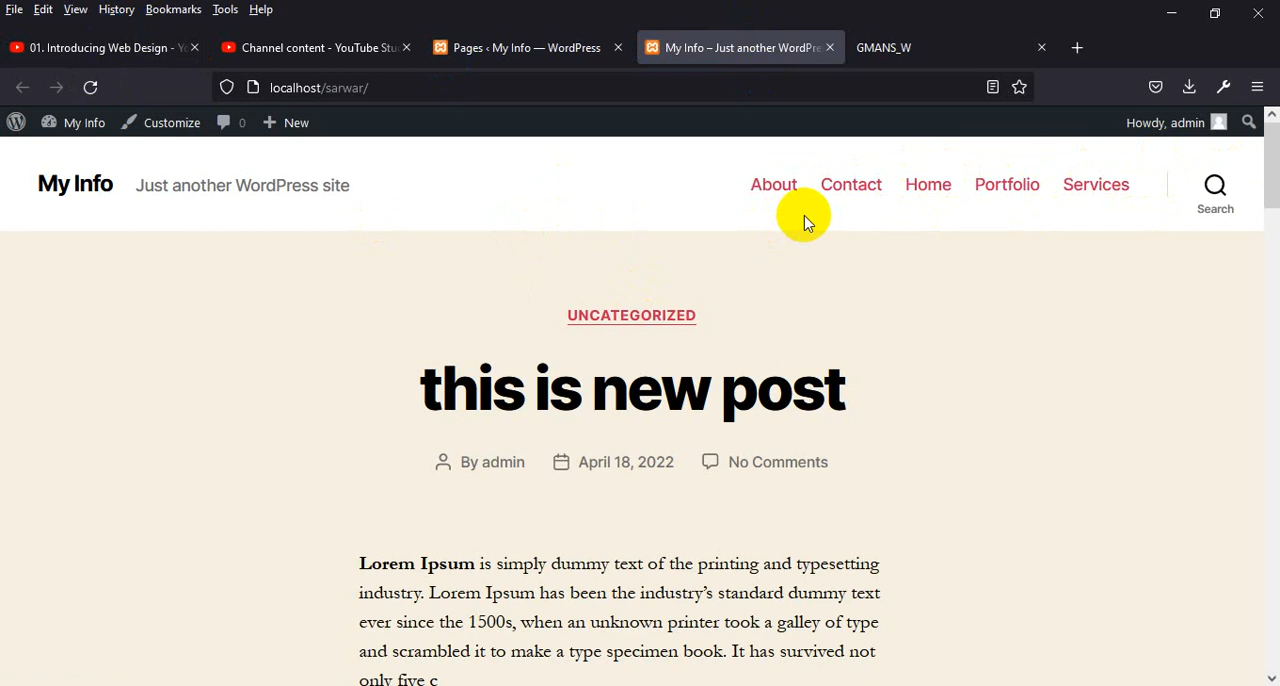 File Edit View History Bookmarks Tools Help
01. Introducing Web Design - Yo
Channel content - YouTube Stu
Pages ‹ My Info — WordPress
My Info – Just another WordPre
GMANS_W
localhost/sarwar/
My Info Customize 0 New Howdy, admin
My Info Just another WordPress site About Contact Home Portfolio Services
Search
UNCATEGORIZED
this is new post
By admin April 18, 2022 No Comments
Lorem Ipsum is simply dummy text of the printing and typesetting
industry. Lorem Ipsum has been the industry’s standard dummy text
ever since the 1500s, when an unknown printer took a galley of type
and scrambled it to make a type specimen book. It has survived not
only five c